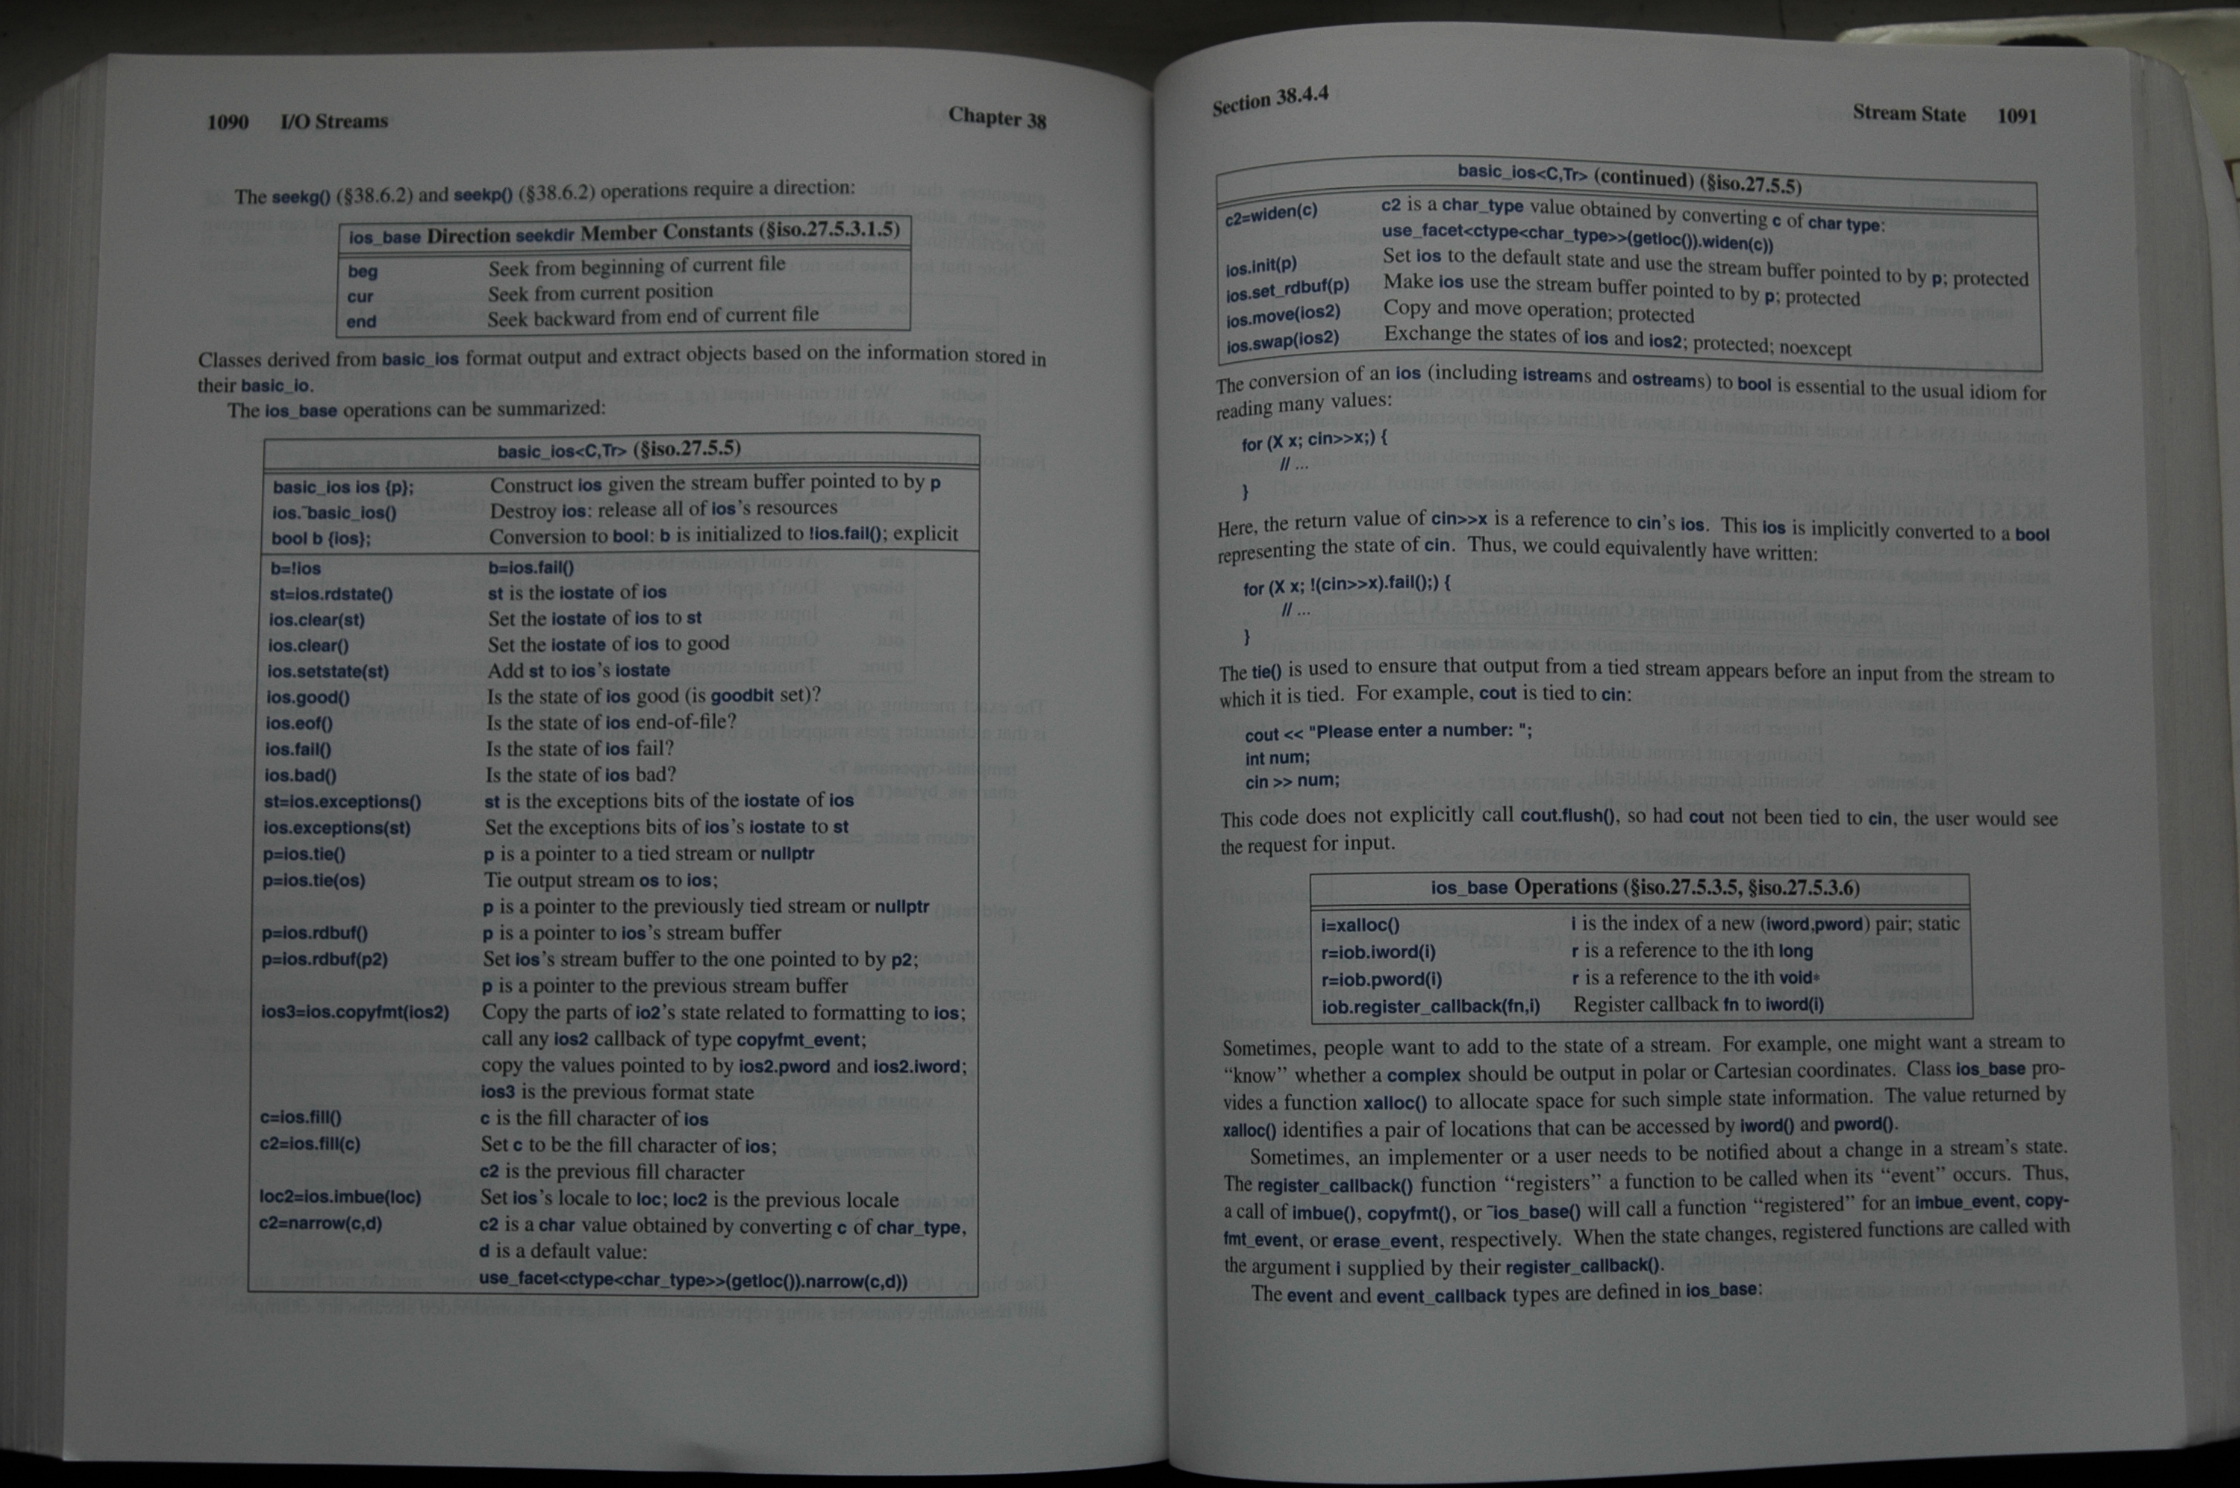 1090 I/O Streams Chapter 38
The seekg() (§38.6.2) and seekp() (§38.6.2) operations require a direction:
ios_base Direction seekdir Member Constants (§iso.27.5.3.1.5)
beg Seek from beginning of current file
cur Seek from current position
end Seek backward from end of current file
Classes derived from basic_ios format output and extract objects based on the information stored in
their basic_io.
The ios_base operations can be summarized:
basic_ios<C,Tr> (§iso.27.5.5)
basic_ios ios {p}; Construct ios given the stream buffer pointed to by p
ios.~basic_ios() Destroy ios: release all of ios's resources
bool b {ios}; Conversion to bool: b is initialized to !ios.fail(); explicit
b=!ios b=ios.fail()
st=ios.rdstate() st is the iostate of ios
ios.clear(st) Set the iostate of ios to st
ios.clear() Set the iostate of ios to good
ios.setstate(st) Add st to ios's iostate
ios.good() Is the state of ios good (is goodbit set)?
ios.eof() Is the state of ios end-of-file?
ios.fail() Is the state of ios fail?
ios.bad() Is the state of ios bad?
st=ios.exceptions() st is the exceptions bits of the iostate of ios
ios.exceptions(st) Set the exceptions bits of ios's iostate to st
p=ios.tie() p is a pointer to a tied stream or nullptr
p=ios.tie(os) Tie output stream os to ios;
p is a pointer to the previously tied stream or nullptr
p=ios.rdbuf() p is a pointer to ios's stream buffer
p=ios.rdbuf(p2) Set ios's stream buffer to the one pointed to by p2;
p is a pointer to the previous stream buffer
ios3=ios.copyfmt(ios2) Copy the parts of io2's state related to formatting to ios;
call any ios2 callback of type copyfmt_event;
copy the values pointed to by ios2.pword and ios2.iword;
ios3 is the previous format state
c=ios.fill() c is the fill character of ios
c2=ios.fill(c) Set c to be the fill character of ios;
c2 is the previous fill character
loc2=ios.imbue(loc) Set ios's locale to loc; loc2 is the previous locale
c2=narrow(c,d) c2 is a char value obtained by converting c of char_type,
d is a default value:
use_facet<ctype<char_type>>(getloc()).narrow(c,d))
Section 38.4.4 Stream State 1091
basic_ios<C,Tr> (continued) (§iso.27.5.5)
c2=widen(c) c2 is a char_type value obtained by converting c of char type:
use_facet<ctype<char_type>>(getloc()).widen(c))
ios.init(p) Set ios to the default state and use the stream buffer pointed to by p; protected
ios.set_rdbuf(p) Make ios use the stream buffer pointed to by p; protected
ios.move(ios2) Copy and move operation; protected
ios.swap(ios2) Exchange the states of ios and ios2; protected; noexcept
The conversion of an ios (including istreams and ostreams) to bool is essential to the usual idiom for
reading many values:
for (X x; cin>>x;) {
// ...
}
Here, the return value of cin>>x is a reference to cin's ios. This ios is implicitly converted to a bool
representing the state of cin. Thus, we could equivalently have written:
for (X x; !(cin>>x).fail();) {
// ...
}
The tie() is used to ensure that output from a tied stream appears before an input from the stream to
which it is tied. For example, cout is tied to cin:
cout << "Please enter a number: ";
int num;
cin >> num;
This code does not explicitly call cout.flush(), so had cout not been tied to cin, the user would see
the request for input.
ios_base Operations (§iso.27.5.3.5, §iso.27.5.3.6)
i=xalloc() i is the index of a new (iword,pword) pair; static
r=iob.iword(i) r is a reference to the ith long
r=iob.pword(i) r is a reference to the ith void*
iob.register_callback(fn,i) Register callback fn to iword(i)
Sometimes, people want to add to the state of a stream. For example, one might want a stream to
“know” whether a complex should be output in polar or Cartesian coordinates. Class ios_base pro-
vides a function xalloc() to allocate space for such simple state information. The value returned by
xalloc() identifies a pair of locations that can be accessed by iword() and pword().
Sometimes, an implementer or a user needs to be notified about a change in a stream's state.
The register_callback() function “registers” a function to be called when its “event” occurs. Thus,
a call of imbue(), copyfmt(), or ~ios_base() will call a function “registered” for an imbue_event, copy-
fmt_event, or erase_event, respectively. When the state changes, registered functions are called with
the argument i supplied by their register_callback().
The event and event_callback types are defined in ios_base: